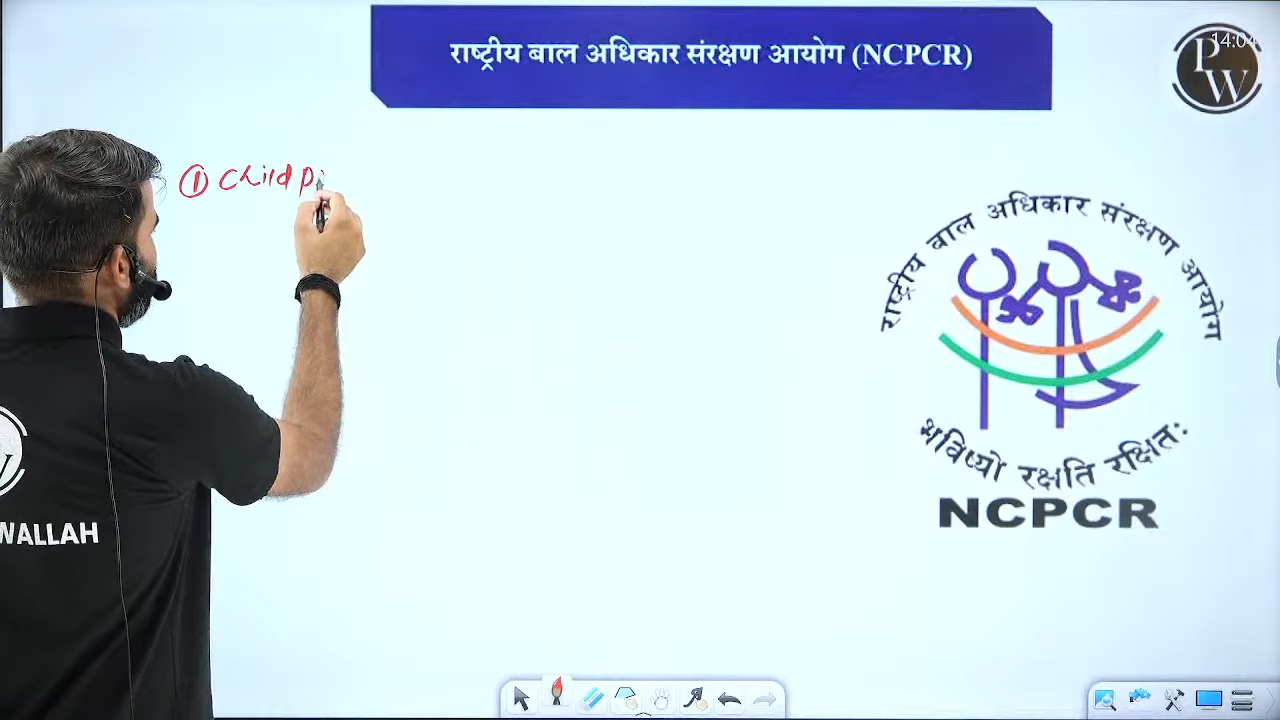 राष्ट्रीय बाल अधिकार संरक्षण आयोग (NCPCR)
14:04
PW
① Child
राष्ट्रीय बाल अधिकार संरक्षण आयोग
भविष्यो रक्षति रक्षितः
NCPCR
WALLAH